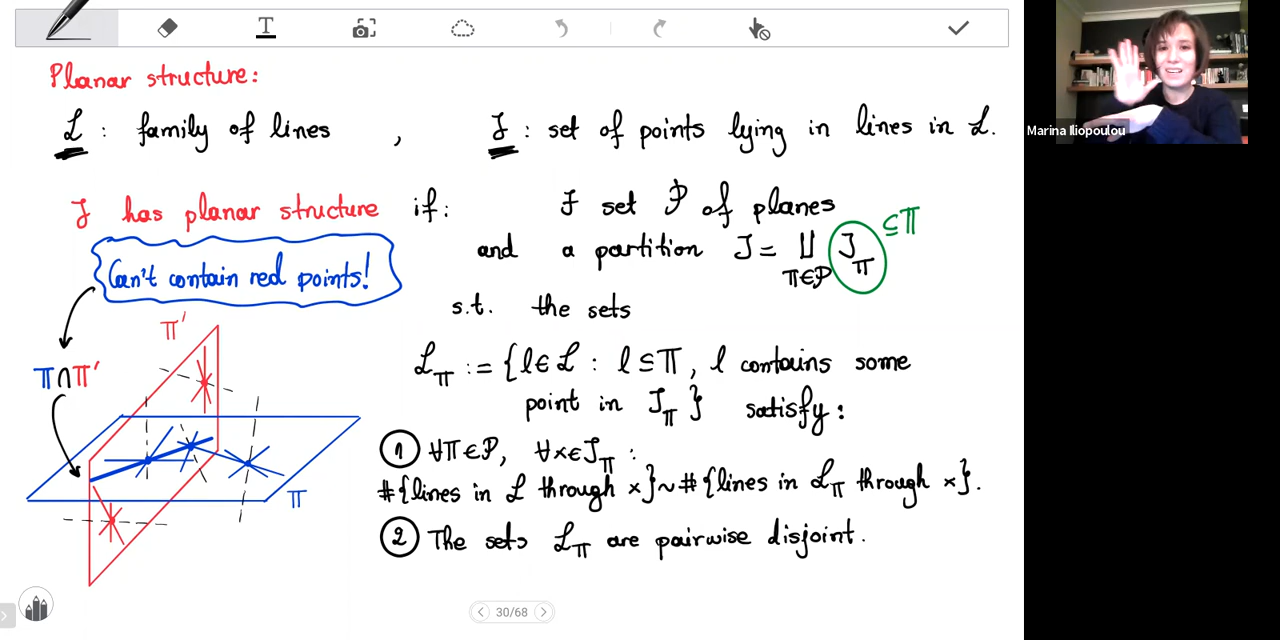 T
Planar structure:
ℒ : family of lines , 𝒥 : set of points lying in lines in ℒ.
𝒥 has planar structure if: ∃ set 𝒫 of planes
and a partition 𝒥 = ⨆ 𝒥_π ⊆ π
π∈𝒫
Can't contain red points!
s.t. the sets
ℒ_π := {ℓ∈ℒ : ℓ⊆π, ℓ contains some
point in 𝒥_π} satisfy:
① ∀π∈𝒫, ∀x∈𝒥_π :
#{lines in ℒ through x} ~ #{lines in ℒ_π through x}.
② The sets ℒ_π are pairwise disjoint.
π'
π∩π'
π
30/68
Marina Iliopoulou